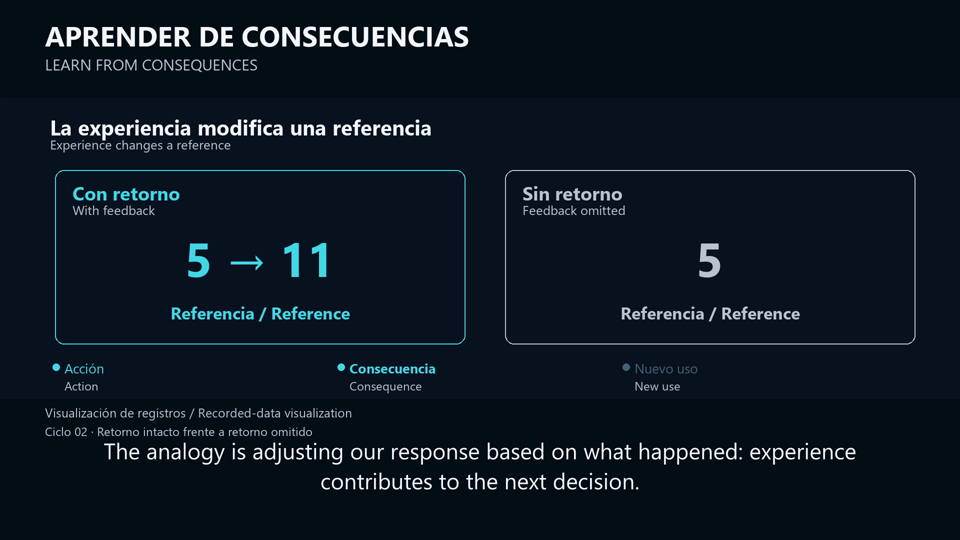 APRENDER DE CONSECUENCIAS
LEARN FROM CONSEQUENCES
La experiencia modifica una referencia
Experience changes a reference
Con retorno
With feedback
5 → 11
Referencia / Reference
Sin retorno
Feedback omitted
5
Referencia / Reference
Acción
Action
Consecuencia
Consequence
Nuevo uso
New use
Visualización de registros / Recorded-data visualization
Ciclo 02 · Retorno intacto frente a retorno omitido
The analogy is adjusting our response based on what happened: experience
contributes to the next decision.